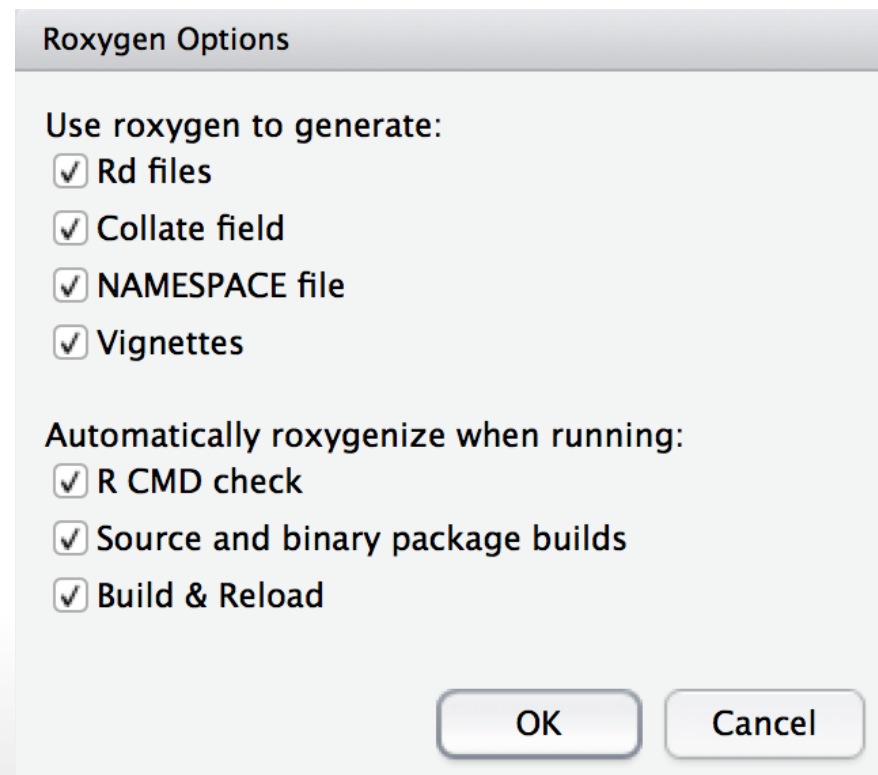 Roxygen Options
Use roxygen to generate:
Rd files
Collate field
NAMESPACE file
Vignettes
Automatically roxygenize when running:
R CMD check
Source and binary package builds
Build & Reload
OK Cancel